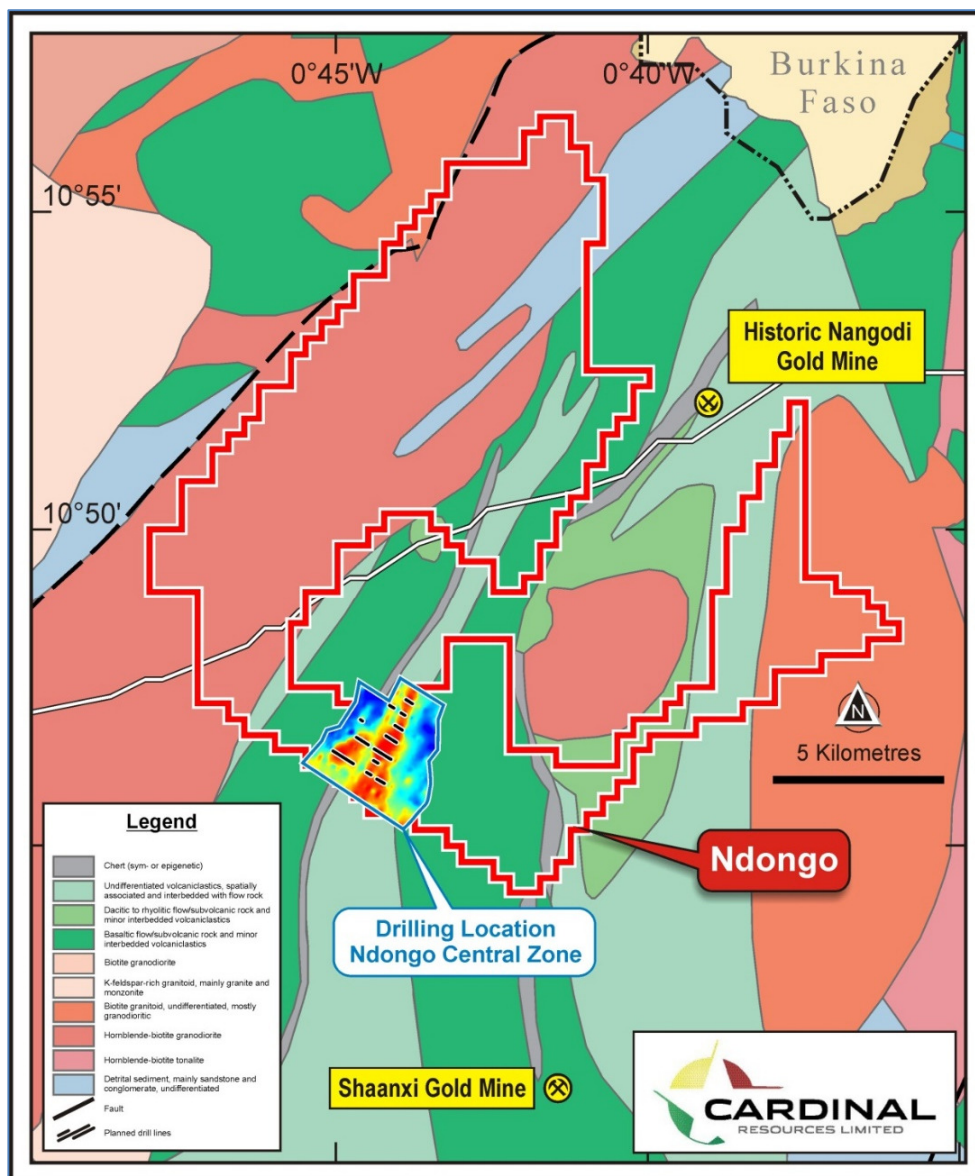 0°45'W
0°40'W
Burkina
Faso
10°55'
Historic Nangodi
Gold Mine
10°50'
N
5 Kilometres
Ndongo
Drilling Location
Ndongo Central Zone
Shaanxi Gold Mine
Legend
Chert (sym- or epigenetic)
Undifferentiated volcaniclastics, spatially
associated and interbedded with flow rock
Dacitic to rhyolitic flow/subvolcanic rock and
minor interbedded volcaniclastics
Basaltic flow/subvolcanic rock and minor
interbedded volcaniclastics
Biotite granodiorite
K-feldspar-rich granitoid, mainly granite and
monzonite
Biotite granitoid, undifferentiated, mostly
granodioritic
Hornblende-biotite granodiorite
Hornblende-biotite tonalite
Detrital sediment, mainly sandstone and
conglomerate, undifferentiated
Fault
Planned drill lines
CARDINAL
RESOURCES LIMITED